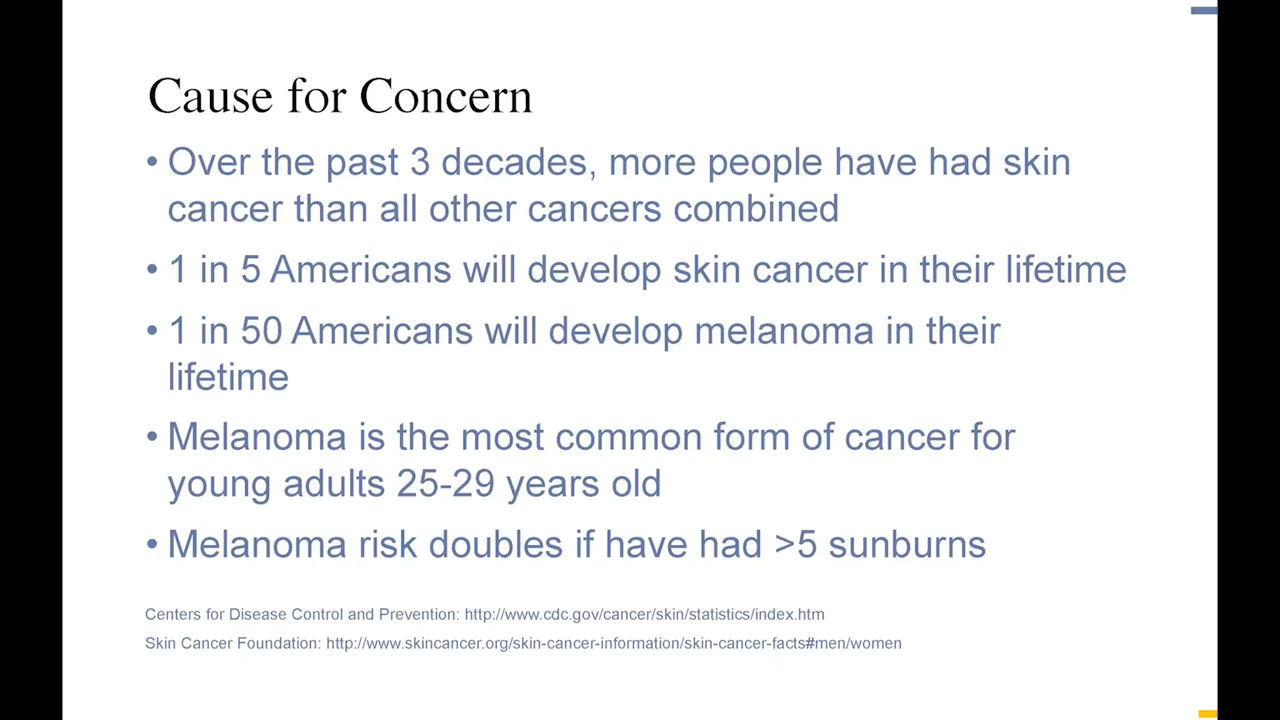 Cause for Concern
• Over the past 3 decades, more people have had skin
cancer than all other cancers combined
• 1 in 5 Americans will develop skin cancer in their lifetime
• 1 in 50 Americans will develop melanoma in their
lifetime
• Melanoma is the most common form of cancer for
young adults 25-29 years old
• Melanoma risk doubles if have had >5 sunburns
Centers for Disease Control and Prevention: http://www.cdc.gov/cancer/skin/statistics/index.htm
Skin Cancer Foundation: http://www.skincancer.org/skin-cancer-information/skin-cancer-facts#men/women